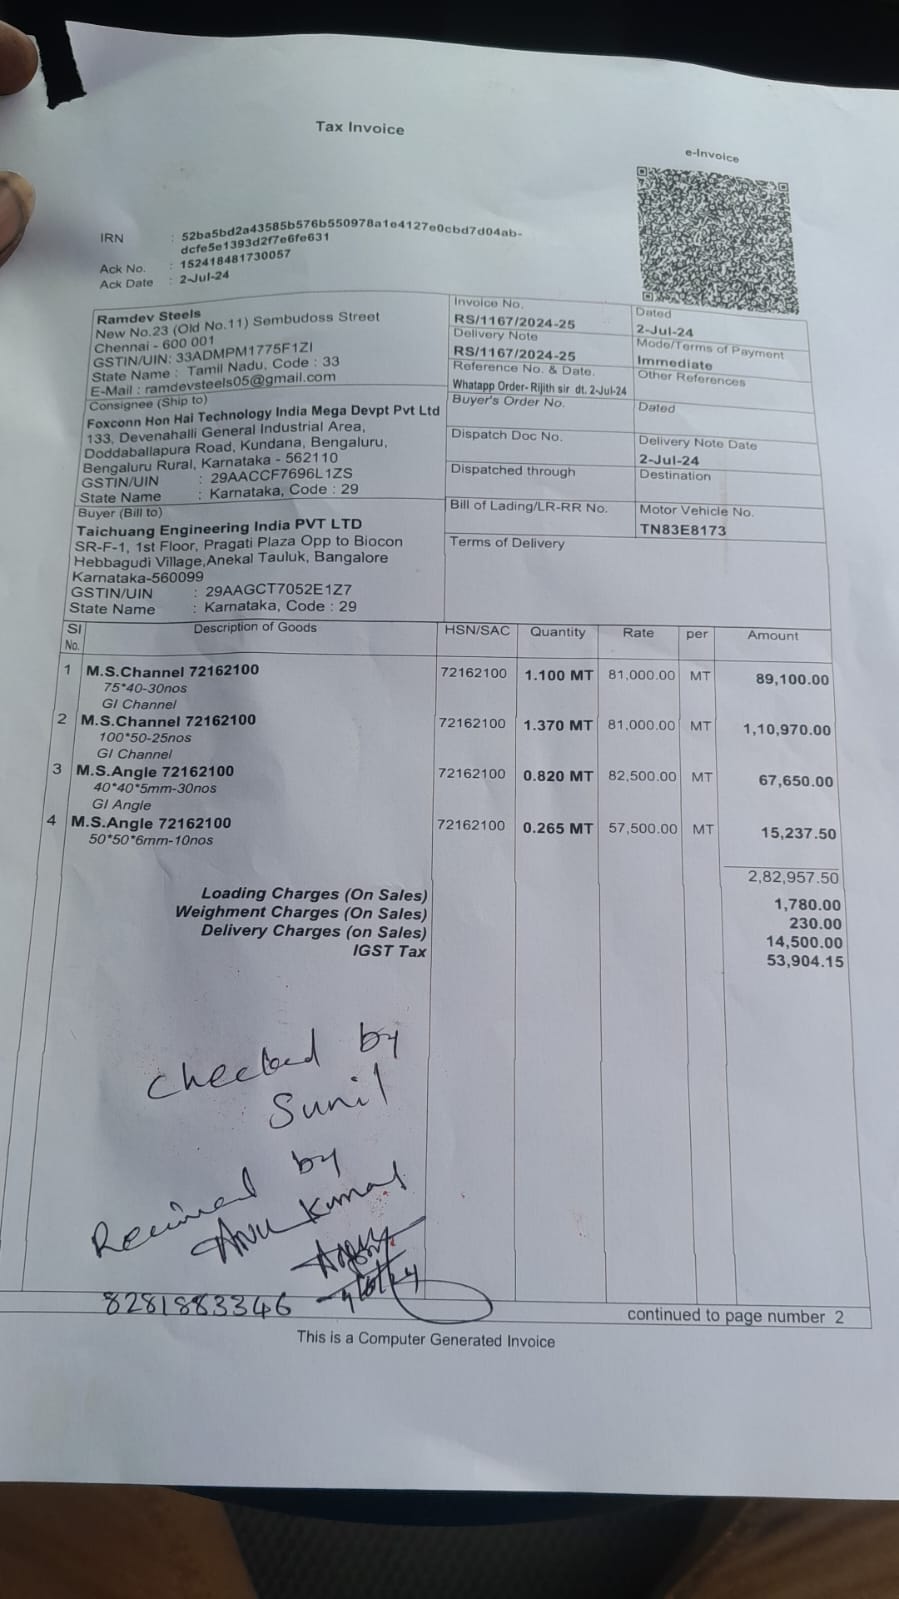 Tax Invoice
e-Invoice
IRN : 52ba5bd2a43585b576b550978a1e4127e0cbd7d04ab-
dcfe5e1393d2f7e6fe631
Ack No. : 152418481730057
Ack Date : 2-Jul-24
Ramdev Steels
New No.23 (Old No.11) Sembudoss Street
Chennai - 600 001
GSTIN/UIN: 33ADMPM1775F1ZI
State Name : Tamil Nadu, Code : 33
E-Mail : ramdevsteels05@gmail.com
Consignee (Ship to)
Foxconn Hon Hai Technology India Mega Devpt Pvt Ltd
133, Devenahalli General Industrial Area,
Doddaballapura Road, Kundana, Bengaluru,
Bengaluru Rural, Karnataka - 562110
GSTIN/UIN : 29AACCF7696L1ZS
State Name : Karnataka, Code : 29
Buyer (Bill to)
Taichuang Engineering India PVT LTD
SR-F-1, 1st Floor, Pragati Plaza Opp to Biocon
Hebbagudi Village,Anekal Tauluk, Bangalore
Karnataka-560099
GSTIN/UIN : 29AAGCT7052E1Z7
State Name : Karnataka, Code : 29
Invoice No. Dated
RS/1167/2024-25 2-Jul-24
Delivery Note Mode/Terms of Payment
RS/1167/2024-25 Immediate
Reference No. & Date. Other References
Whatapp Order- Rijith sir dt. 2-Jul-24
Buyer's Order No. Dated
Dispatch Doc No. Delivery Note Date
2-Jul-24
Dispatched through Destination
Bill of Lading/LR-RR No. Motor Vehicle No.
TN83E8173
Terms of Delivery
SI No. Description of Goods HSN/SAC Quantity Rate per Amount
1 M.S.Channel 72162100 72162100 1.100 MT 81,000.00 MT 89,100.00
75*40-30nos
GI Channel
2 M.S.Channel 72162100 72162100 1.370 MT 81,000.00 MT 1,10,970.00
100*50-25nos
GI Channel
3 M.S.Angle 72162100 72162100 0.820 MT 82,500.00 MT 67,650.00
40*40*5mm-30nos
GI Angle
4 M.S.Angle 72162100 72162100 0.265 MT 57,500.00 MT 15,237.50
50*50*6mm-10nos
2,82,957.50
Loading Charges (On Sales) 1,780.00
Weighment Charges (On Sales) 230.00
Delivery Charges (on Sales) 14,500.00
IGST Tax 53,904.15
Checked by
Sunil
Received by
Anu Kumar
8281883346
continued to page number 2
This is a Computer Generated Invoice